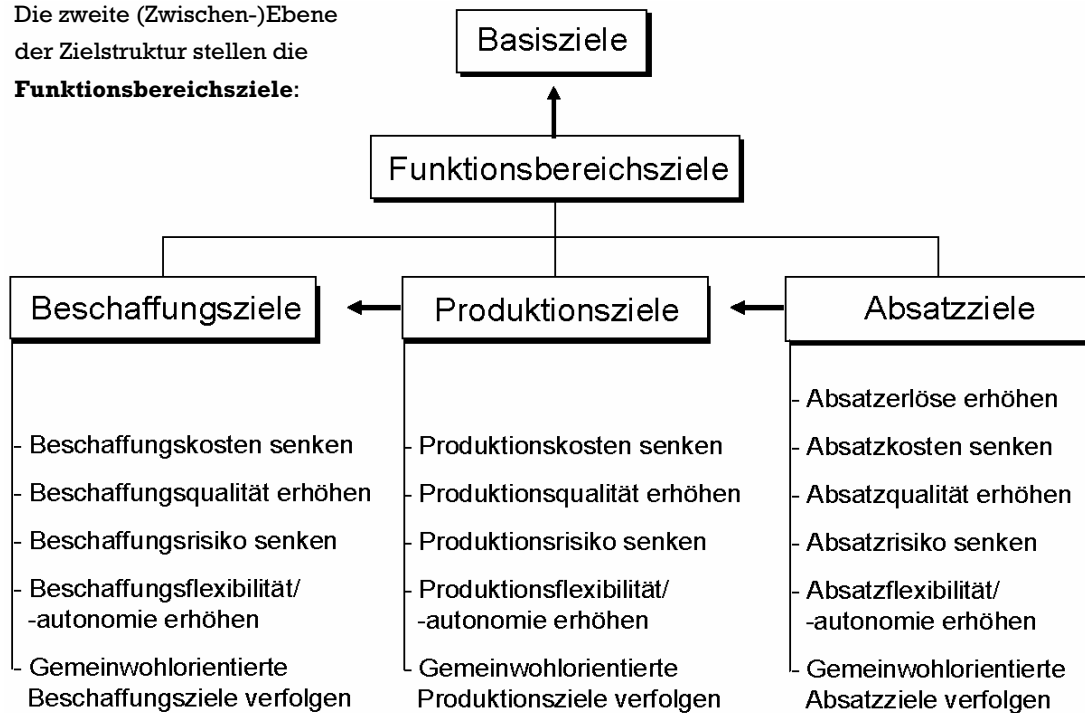 Die zweite (Zwischen-)Ebene
der Zielstruktur stellen die
Funktionsbereichsziele:
Basisziele
Funktionsbereichsziele
Beschaffungsziele
- Beschaffungskosten senken
- Beschaffungsqualität erhöhen
- Beschaffungsrisiko senken
- Beschaffungsflexibilität/
-autonomie erhöhen
- Gemeinwohlorientierte
Beschaffungsziele verfolgen
Produktionsziele
- Produktionskosten senken
- Produktionsqualität erhöhen
- Produktionsrisiko senken
- Produktionsflexibilität/
-autonomie erhöhen
- Gemeinwohlorientierte
Produktionsziele verfolgen
Absatzziele
- Absatzerlöse erhöhen
- Absatzkosten senken
- Absatzqualität erhöhen
- Absatzrisiko senken
- Absatzflexibilität/
-autonomie erhöhen
- Gemeinwohlorientierte
Absatzziele verfolgen